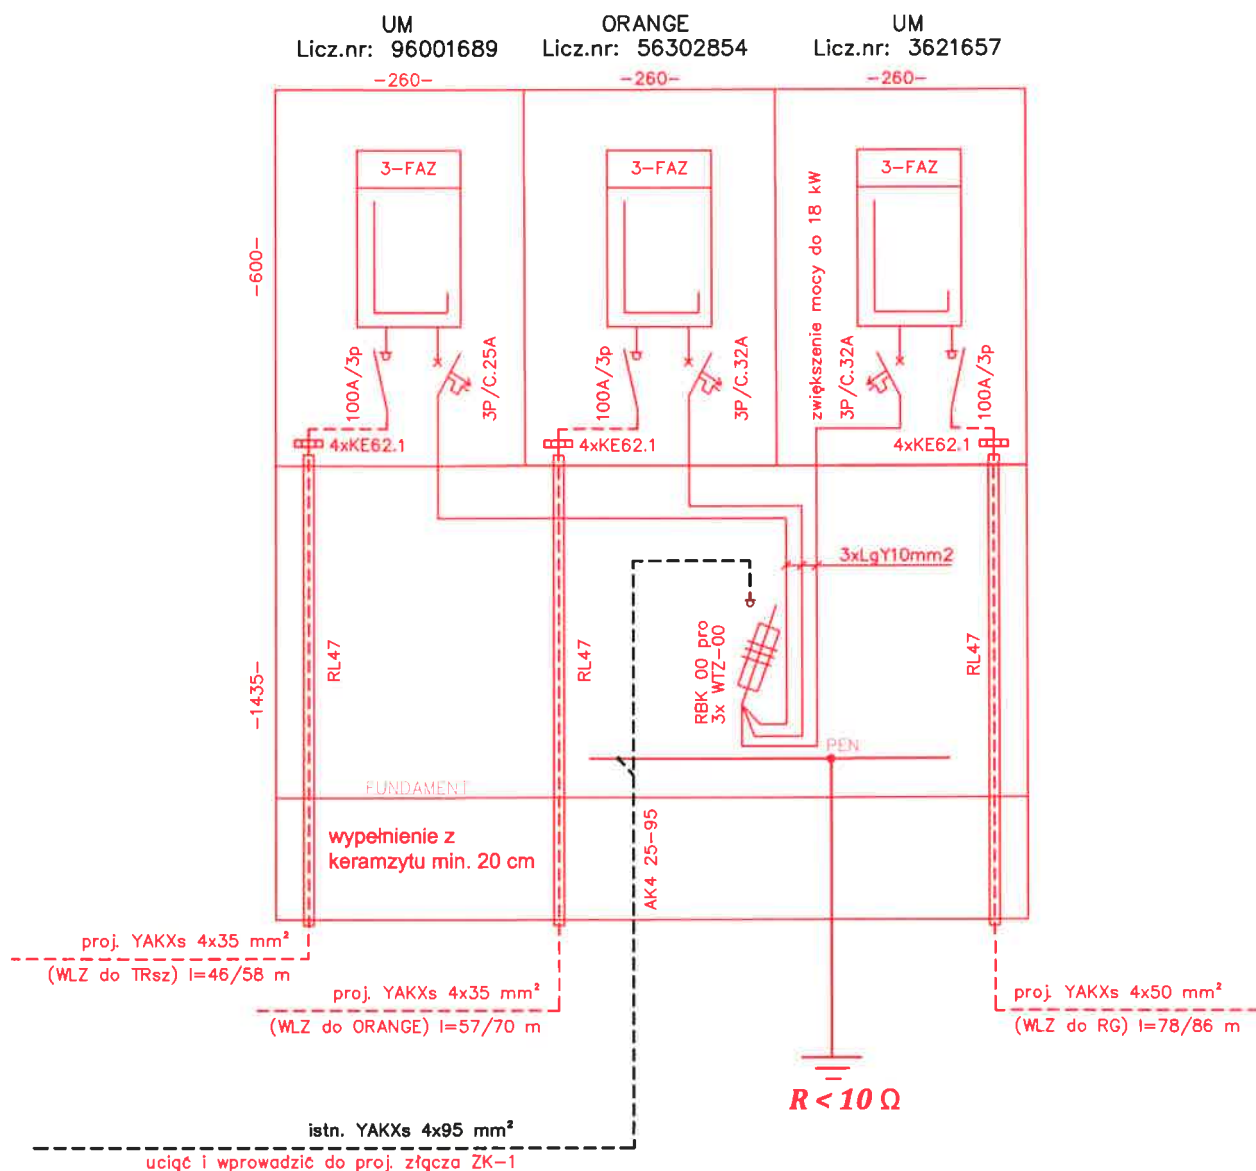 UM
Licz.nr: 96001689
ORANGE
Licz.nr: 56302854
UM
Licz.nr: 3621657
-260-
-260-
-260-
-600-
3-FAZ
3-FAZ
3-FAZ
zwiększenie mocy do 18 kW
100A/3p
3P/C.25A
100A/3p
3P/C.32A
3P/C.32A
100A/3p
4xKE62.1
4xKE62.1
4xKE62.1
3xLgY10mm2
-1435-
RL47
RL47
RBK 00 pro
3x WTZ-00
RL47
PEN
FUNDAMENT
wypełnienie z
keramzytu min. 20 cm
AK4 25-95
proj. YAKXs 4x35 mm²
(WLZ do TRsz) l=46/58 m
proj. YAKXs 4x35 mm²
(WLZ do ORANGE) l=57/70 m
proj. YAKXs 4x50 mm²
(WLZ do RG) l=78/86 m
R < 10 Ω
istn. YAKXs 4x95 mm²
uciąć i wprowadzić do proj. złącza ZK-1